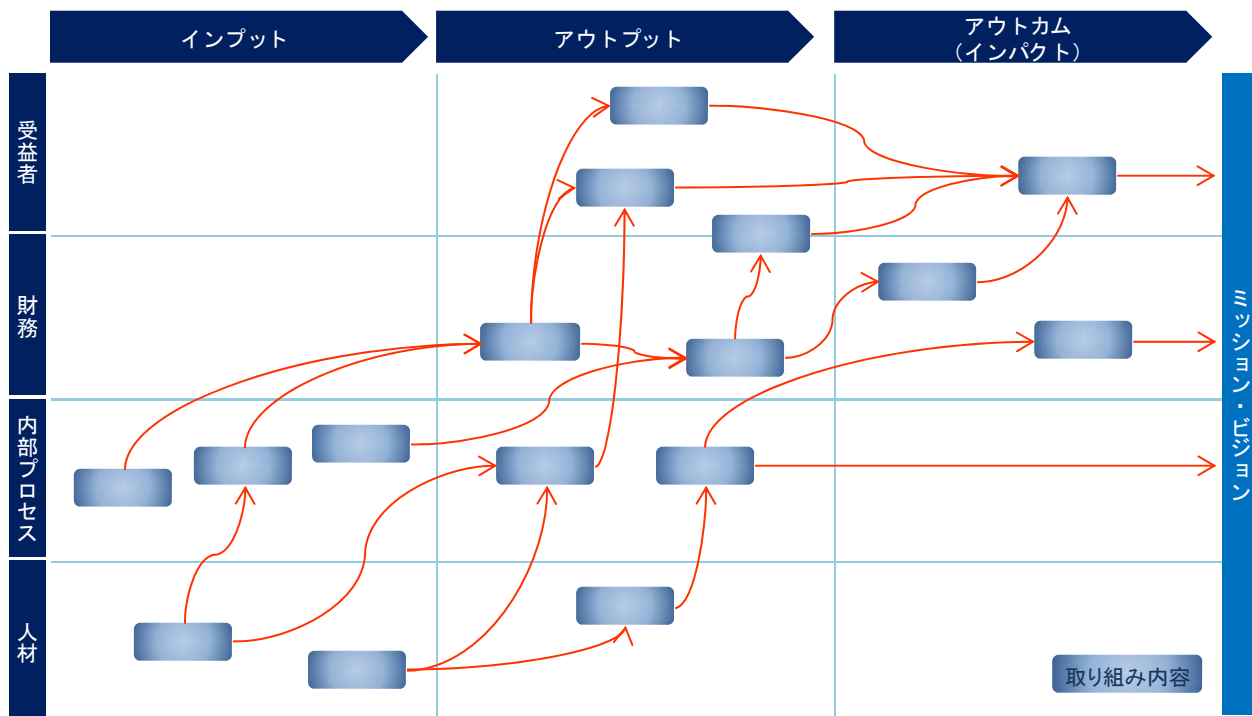 インプット
アウトプット
アウトカム
（インパクト）
受益者
財務
内部プロセス
人材
ミッション・ビジョン
取り組み内容